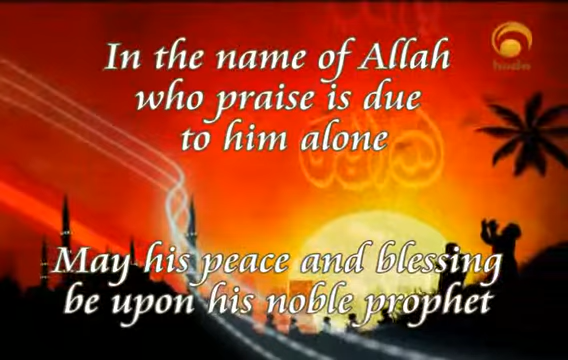 In the name of Allah
who praise is due
to him alone
May his peace and blessing
be upon his noble prophet